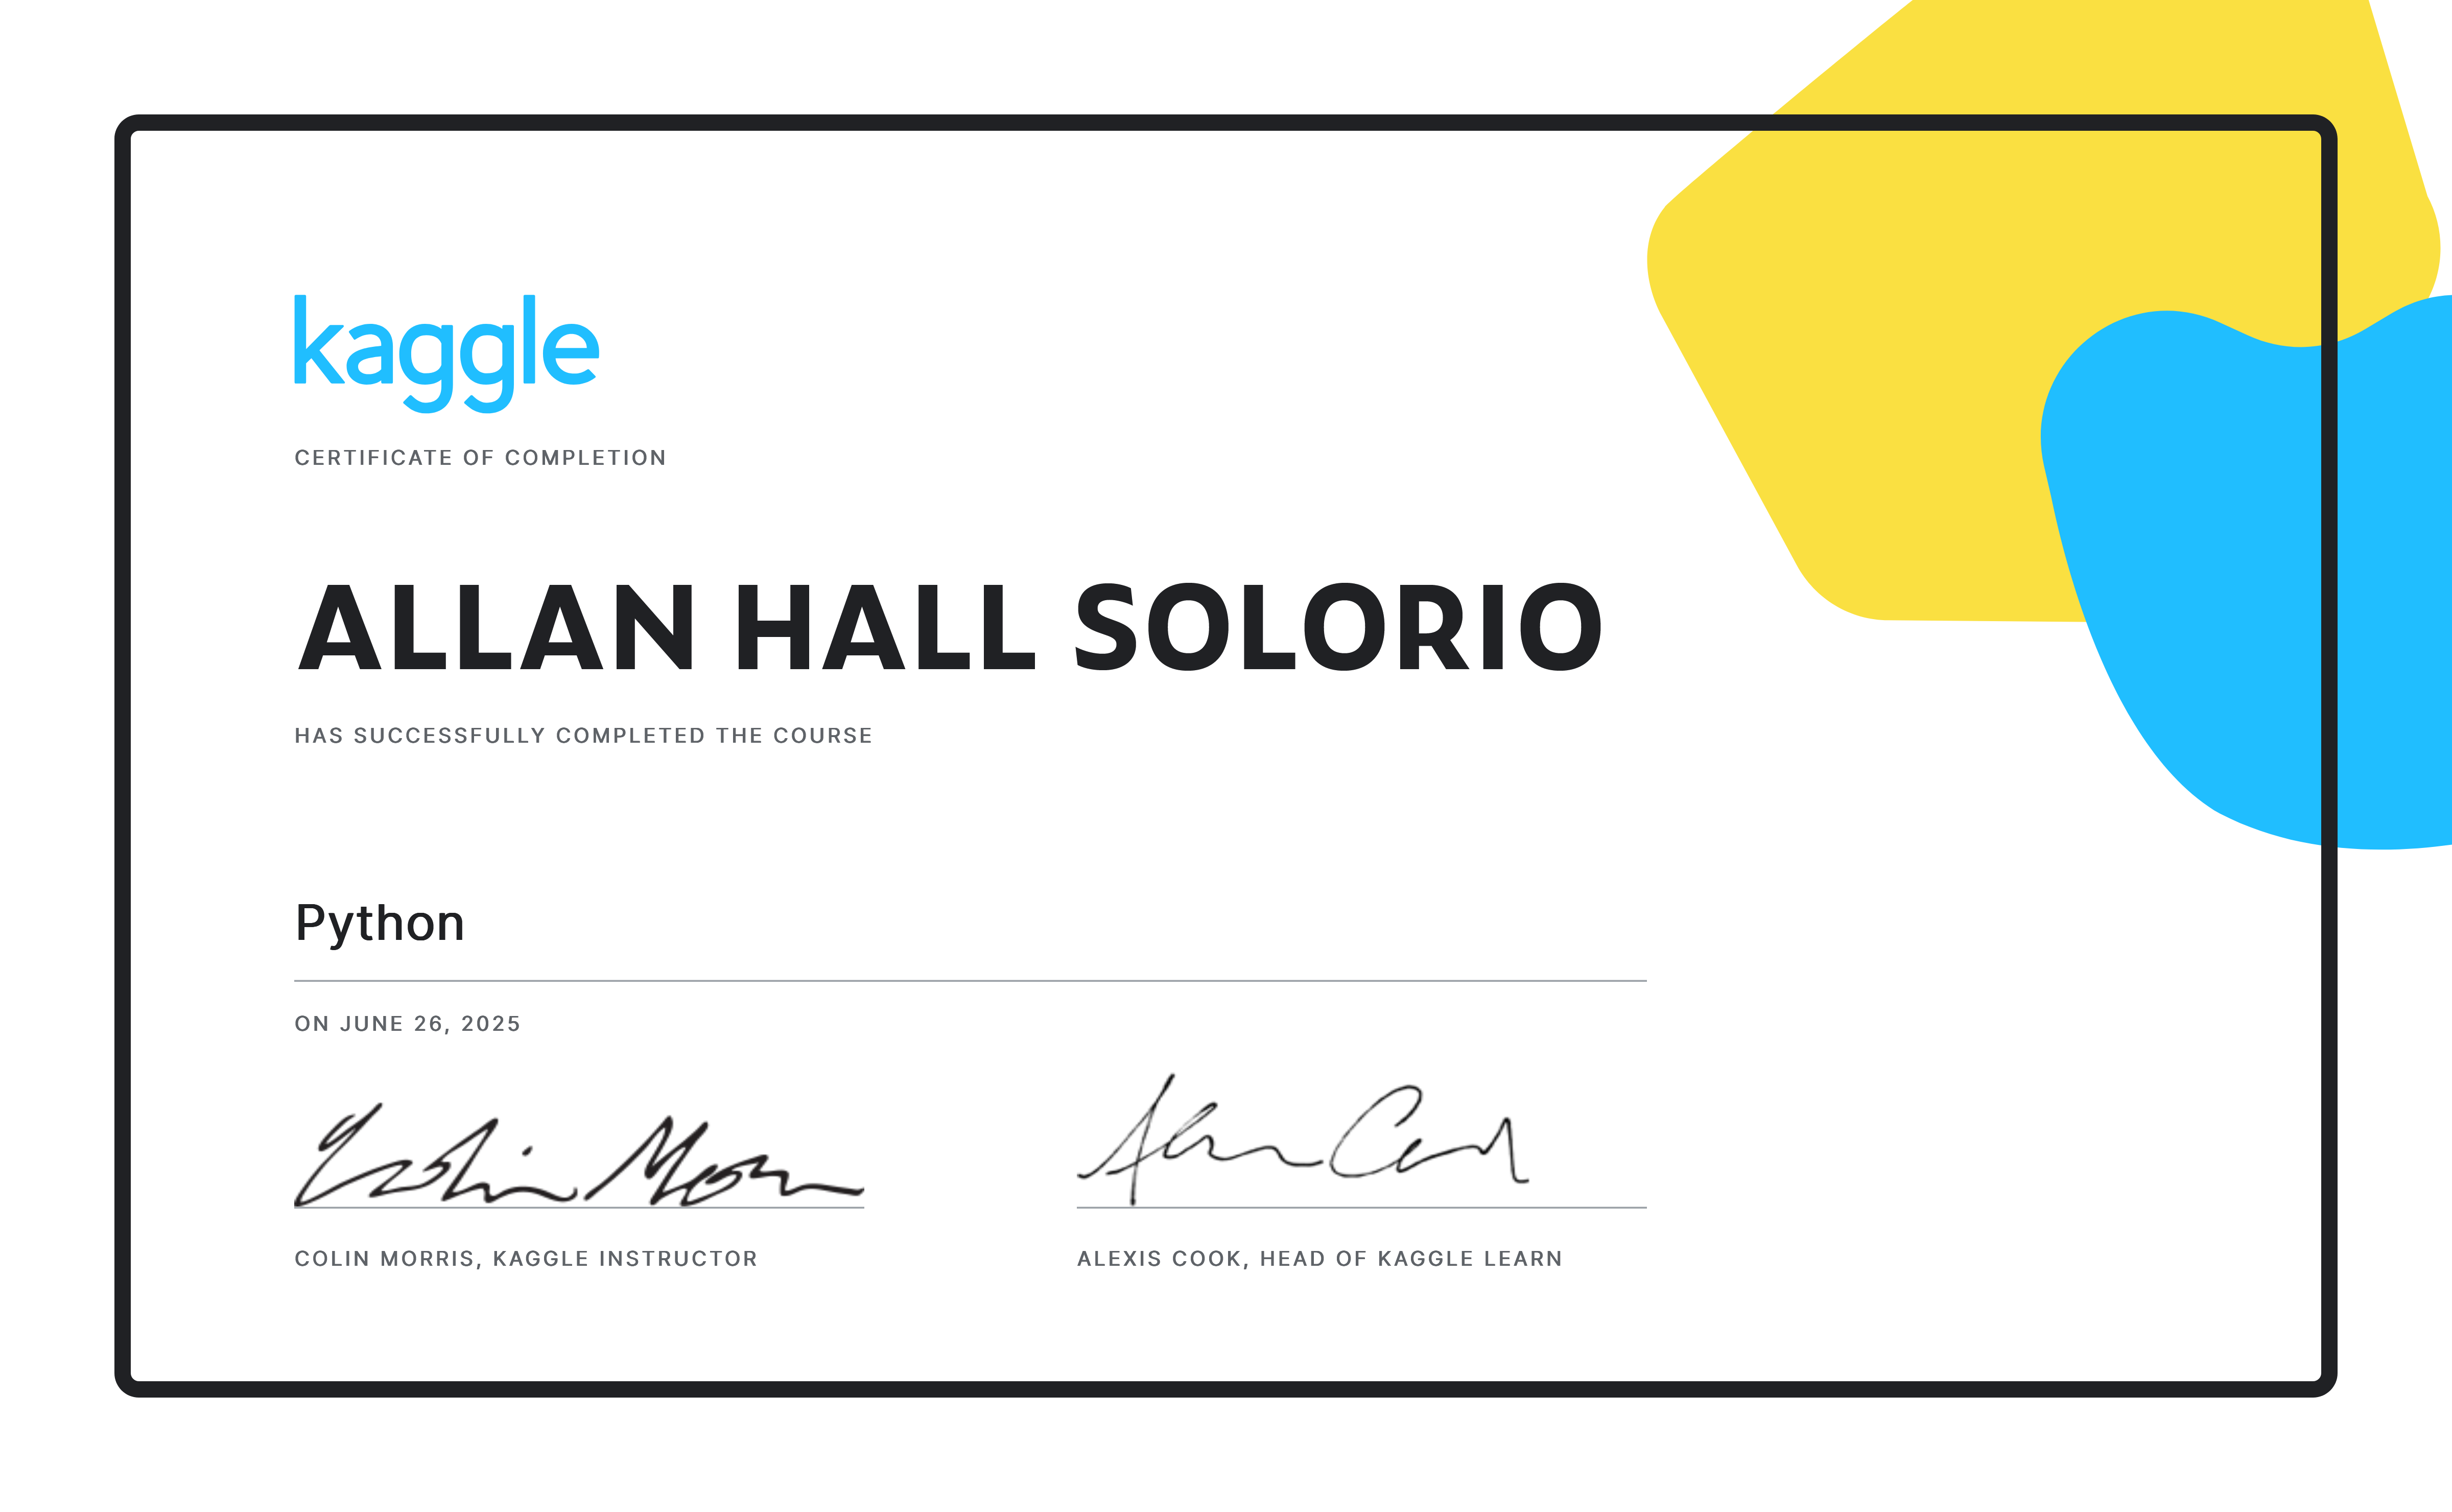 kaggle
CERTIFICATE OF COMPLETION
ALLAN HALL SOLORIO
HAS SUCCESSFULLY COMPLETED THE COURSE
Python
ON JUNE 26, 2025
COLIN MORRIS, KAGGLE INSTRUCTOR
ALEXIS COOK, HEAD OF KAGGLE LEARN